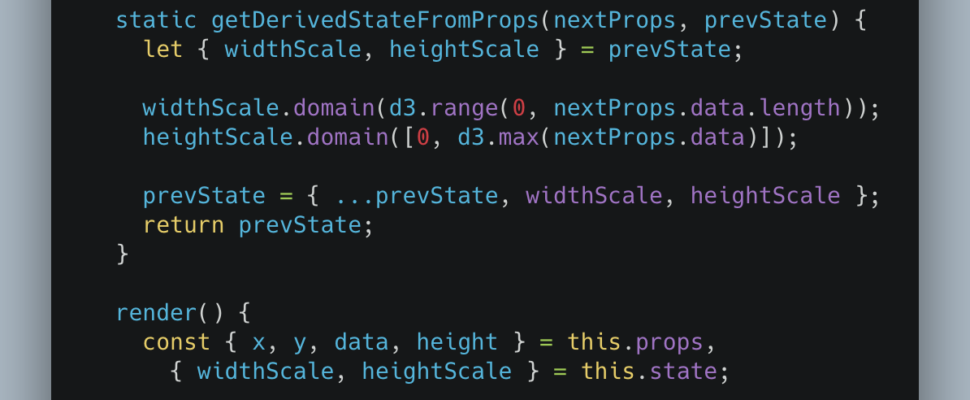 static getDerivedStateFromProps(nextProps, prevState) {
let { widthScale, heightScale } = prevState;
widthScale.domain(d3.range(0, nextProps.data.length));
heightScale.domain([0, d3.max(nextProps.data)]);
prevState = { ...prevState, widthScale, heightScale };
return prevState;
}
render() {
const { x, y, data, height } = this.props,
{ widthScale, heightScale } = this.state;